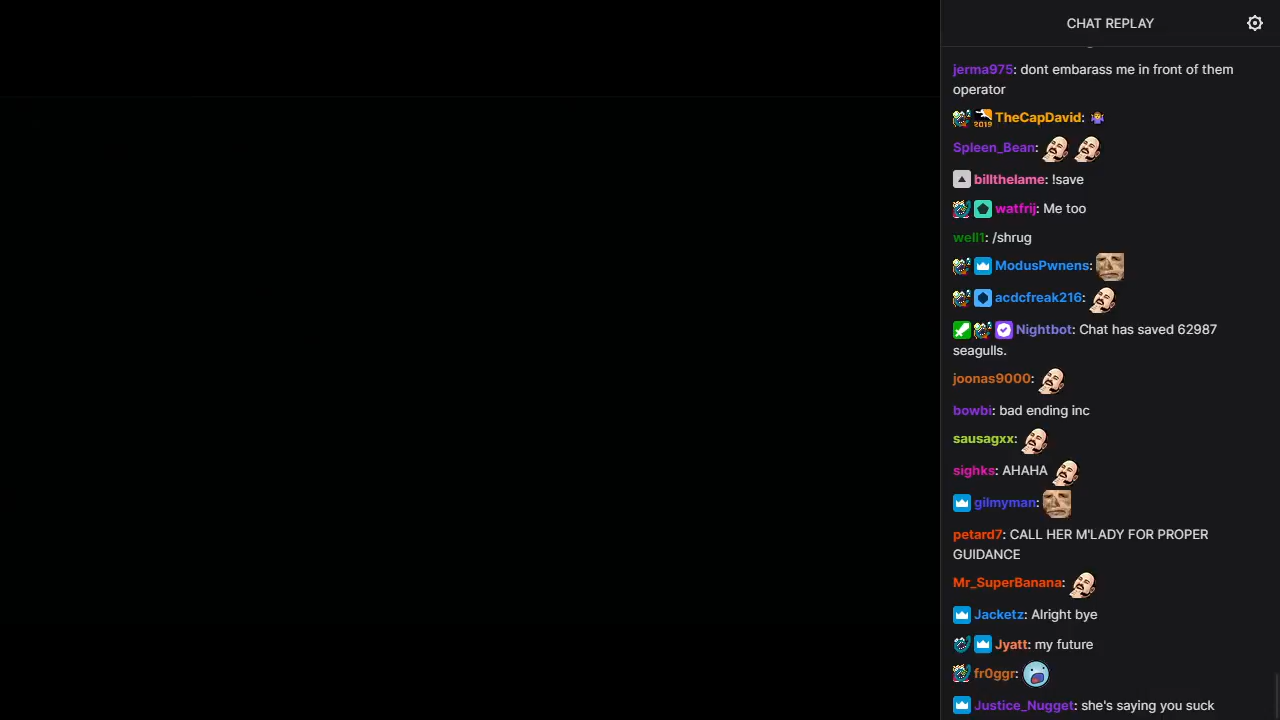 CHAT REPLAY
jerma975: dont embarass me in front of them
operator
2019 TheCapDavid:
Spleen_Bean:
billthelame: !save
watfrij: Me too
well1: /shrug
ModusPwnens:
acdcfreak216:
Nightbot: Chat has saved 62987
seagulls.
joonas9000:
bowbi: bad ending inc
sausagxx:
sighks: AHAHA
gilmyman:
petard7: CALL HER M'LADY FOR PROPER
GUIDANCE
Mr_SuperBanana:
Jacketz: Alright bye
Jyatt: my future
fr0ggr:
Justice_Nugget: she's saying you suck